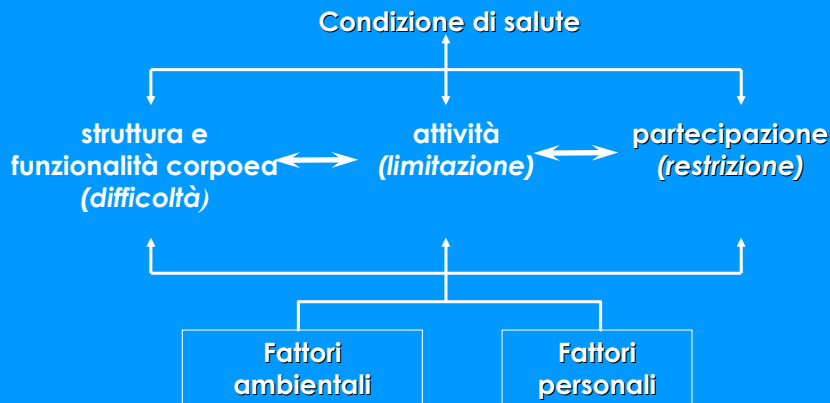 Condizione di salute
struttura e
funzionalità corpoea
(difficoltà)
attività
(limitazione)
partecipazione
(restrizione)
Fattori
ambientali
Fattori
personali